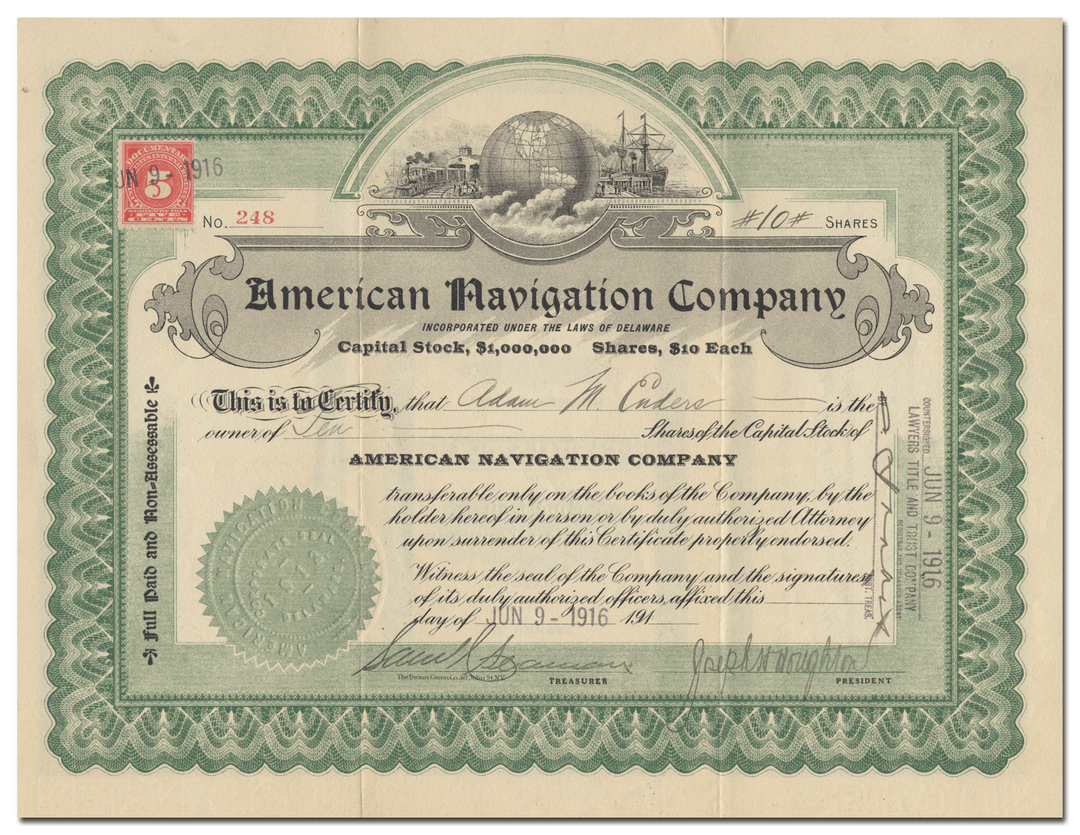 DOCUMENTARY
JUN 9 - 1916
5
No. 248
#10# SHARES
American Navigation Company
INCORPORATED UNDER THE LAWS OF DELAWARE
Capital Stock, $1,000,000 Shares, $10 Each
This is to Certify, that Adam M. Enders is the
owner of Ten Shares of the Capital Stock of
AMERICAN NAVIGATION COMPANY
transferable only on the books of the Company, by the
holder hereof in person or by duly authorized Attorney
upon surrender of this Certificate properly endorsed.
Witness the seal of the Company and the signatures
of its duly authorized officers, affixed this
day of JUN 9 - 1916 191
TREASURER
Joseph H. Houghton
PRESIDENT
Full Paid and Non-Assessable
COUNTERSIGNED JUN 9 - 1916
LAWYERS TITLE AND TRUST COMPANY